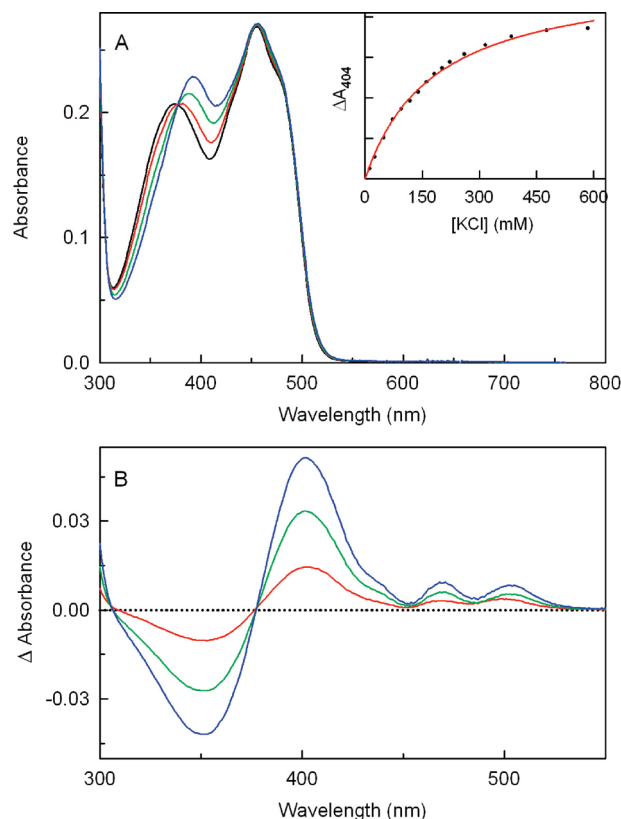 A
ΔA404
0 150 300 450 600
[KCl] (mM)
Absorbance
0.2
0.1
0.0
300 400 500 600 700 800
Wavelength (nm)
B
Δ Absorbance
0.03
0.00
-0.03
300 400 500
Wavelength (nm)